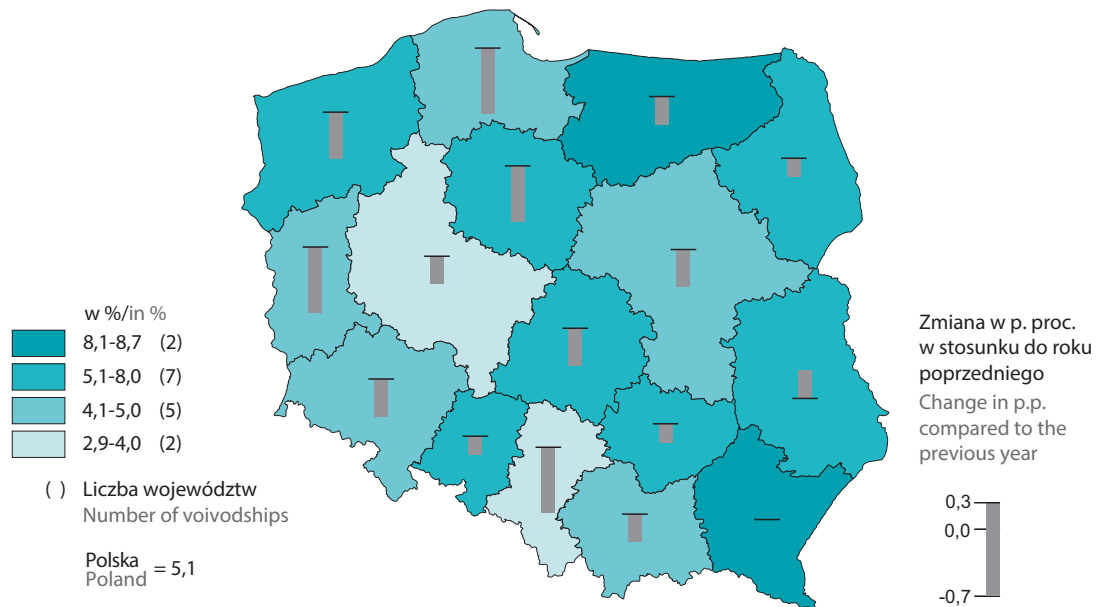 w %/in %
8,1-8,7 (2)
5,1-8,0 (7)
4,1-5,0 (5)
2,9-4,0 (2)
( ) Liczba województw
Number of voivodships
Polska
Poland = 5,1
Zmiana w p. proc.
w stosunku do roku
poprzedniego
Change in p.p.
compared to the
previous year
0,3
0,0
-0,7